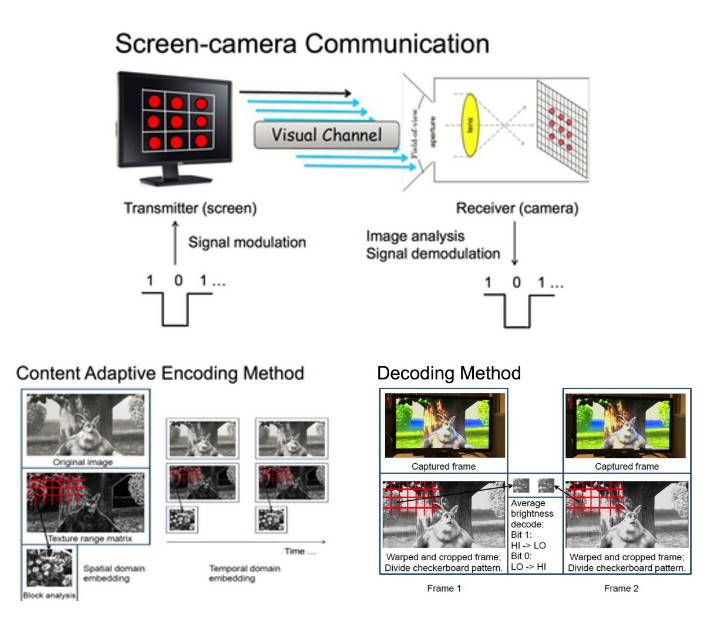 Screen-camera Communication
Visual Channel
Field-of-view
aperture
lens
Transmitter (screen)
Receiver (camera)
Signal modulation
Image analysis
Signal demodulation
1 0 1 ...
1 0 1 ...
Content Adaptive Encoding Method
Original image
Texture range matrix
Block analysis
Spatial domain
embedding
Temporal domain
embedding
Time ...
Decoding Method
Captured frame
Captured frame
Warped and cropped frame;
Divide checkerboard pattern.
Average
brightness
decode:
Bit 1:
HI -> LO
Bit 0:
LO -> HI
Warped and cropped frame;
Divide checkerboard pattern.
Frame 1
Frame 2